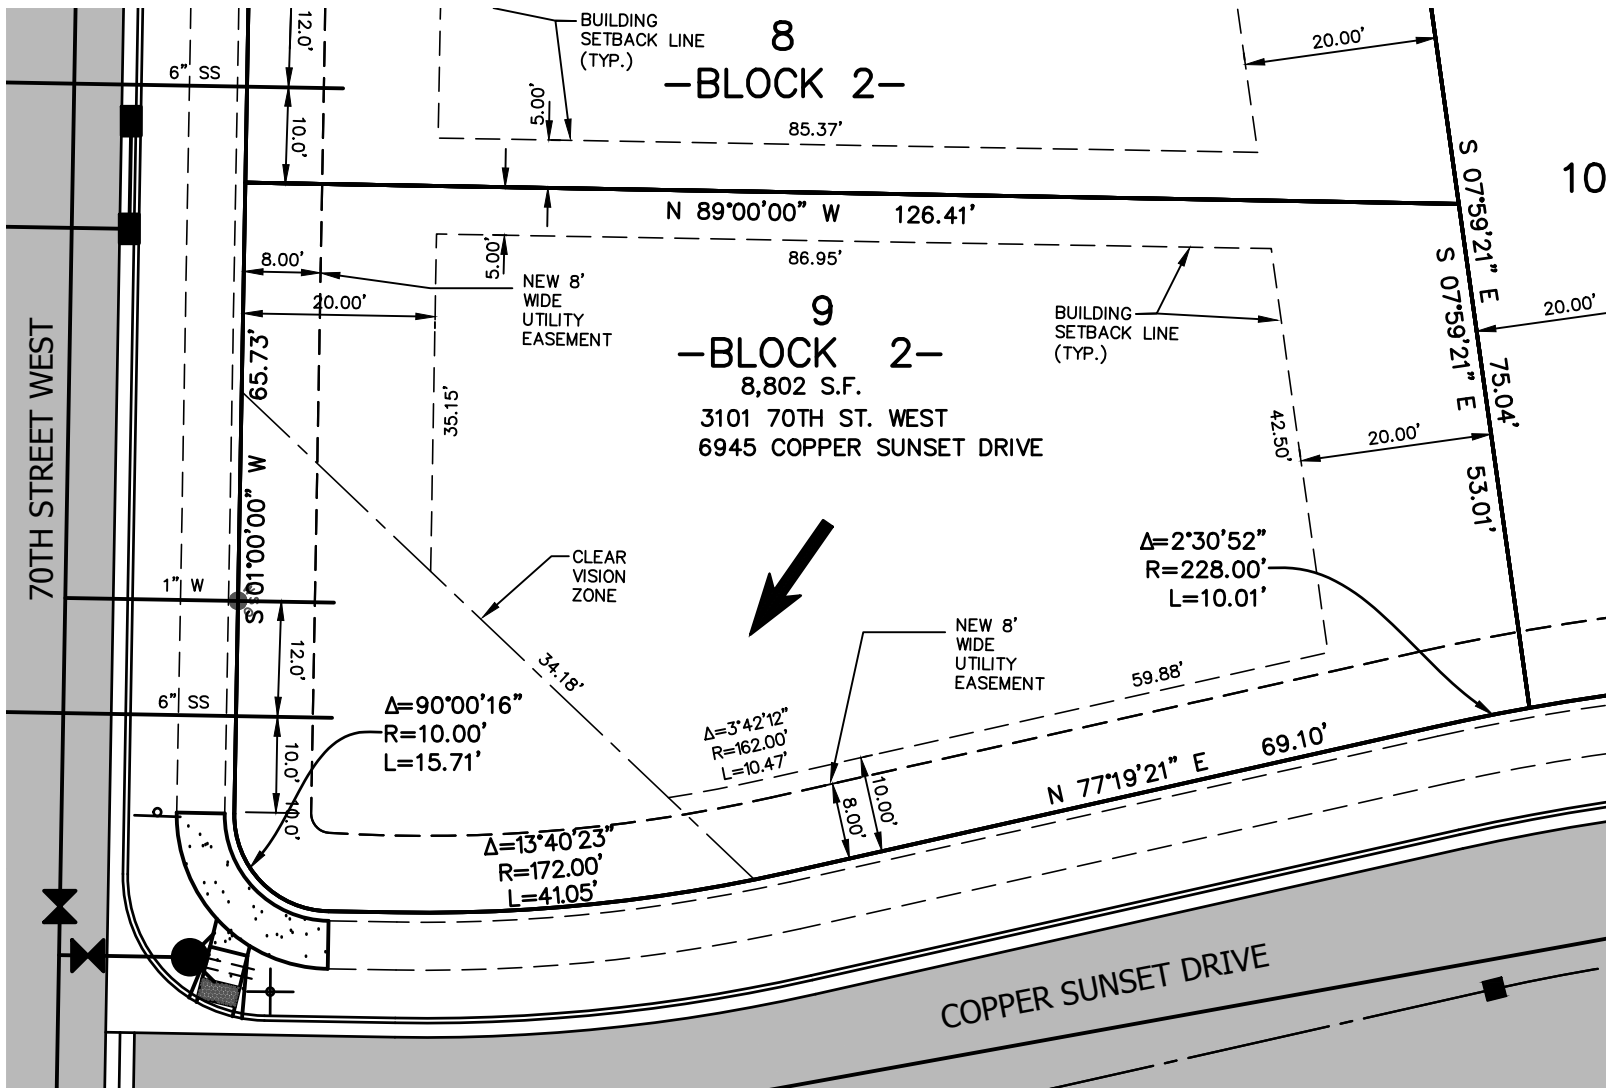 BUILDING
SETBACK LINE
(TYP.)
8
-BLOCK 2-
12.0'
6" SS
10.0'
5.00'
85.37'
20.00'
S 07°59'21" E
75.04'
10
N 89°00'00" W 126.41'
8.00'
5.00'
86.95'
NEW 8'
WIDE
UTILITY
EASEMENT
20.00'
9
-BLOCK 2-
8,802 S.F.
3101 70TH ST. WEST
6945 COPPER SUNSET DRIVE
BUILDING
SETBACK LINE
(TYP.)
S 07°59'21" E
53.01'
20.00'
70TH STREET WEST
65.73'
S 01°00'00" W
35.15'
42.50'
20.00'
CLEAR
VISION
ZONE
Δ=2°30'52"
R=228.00'
L=10.01'
1" W
12.0'
34.18'
NEW 8'
WIDE
UTILITY
EASEMENT
59.88'
6" SS
10.0'
10.0'
Δ=90°00'16"
R=10.00'
L=15.71'
Δ=3°42'12"
R=162.00'
L=10.47'
8.00'
10.00'
N 77°19'21" E 69.10'
Δ=13°40'23"
R=172.00'
L=41.05'
COPPER SUNSET DRIVE